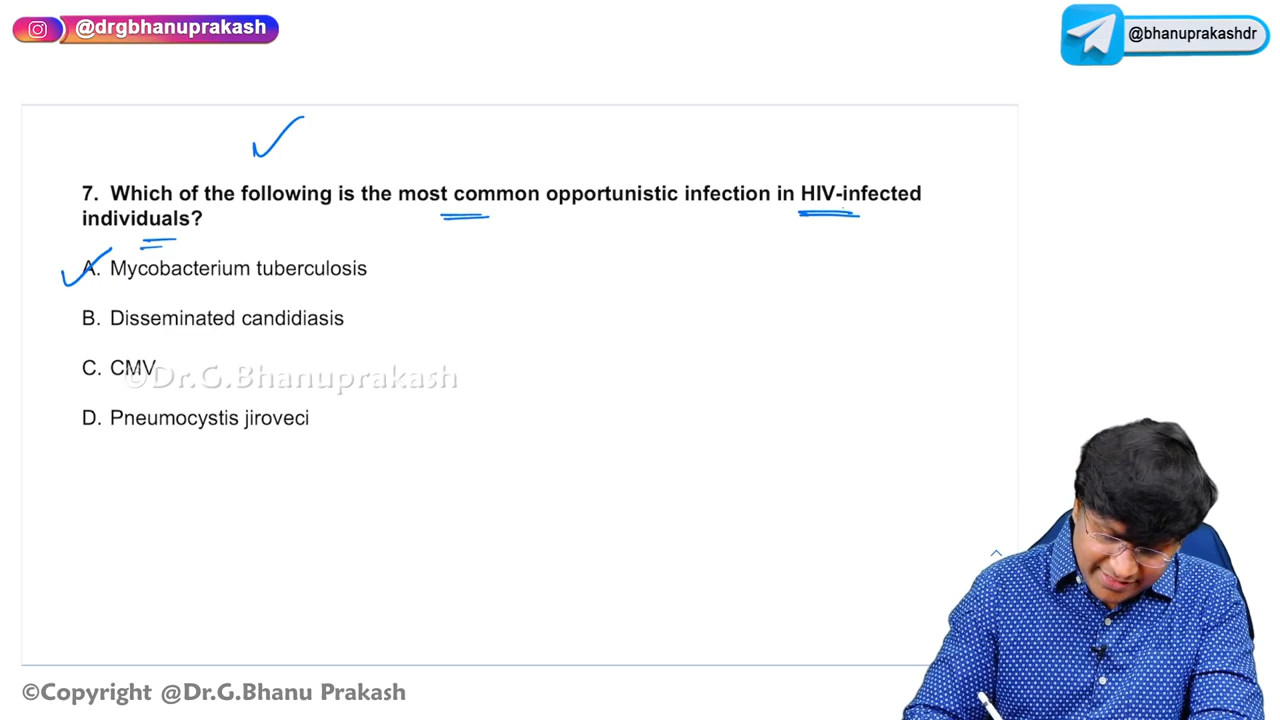 @drgbhanuprakash
@bhanuprakashdr
7. Which of the following is the most common opportunistic infection in HIV-infected
individuals?
A. Mycobacterium tuberculosis
B. Disseminated candidiasis
C. CMV
©Dr.G.Bhanuprakash
D. Pneumocystis jiroveci
©Copyright @Dr.G.Bhanu Prakash